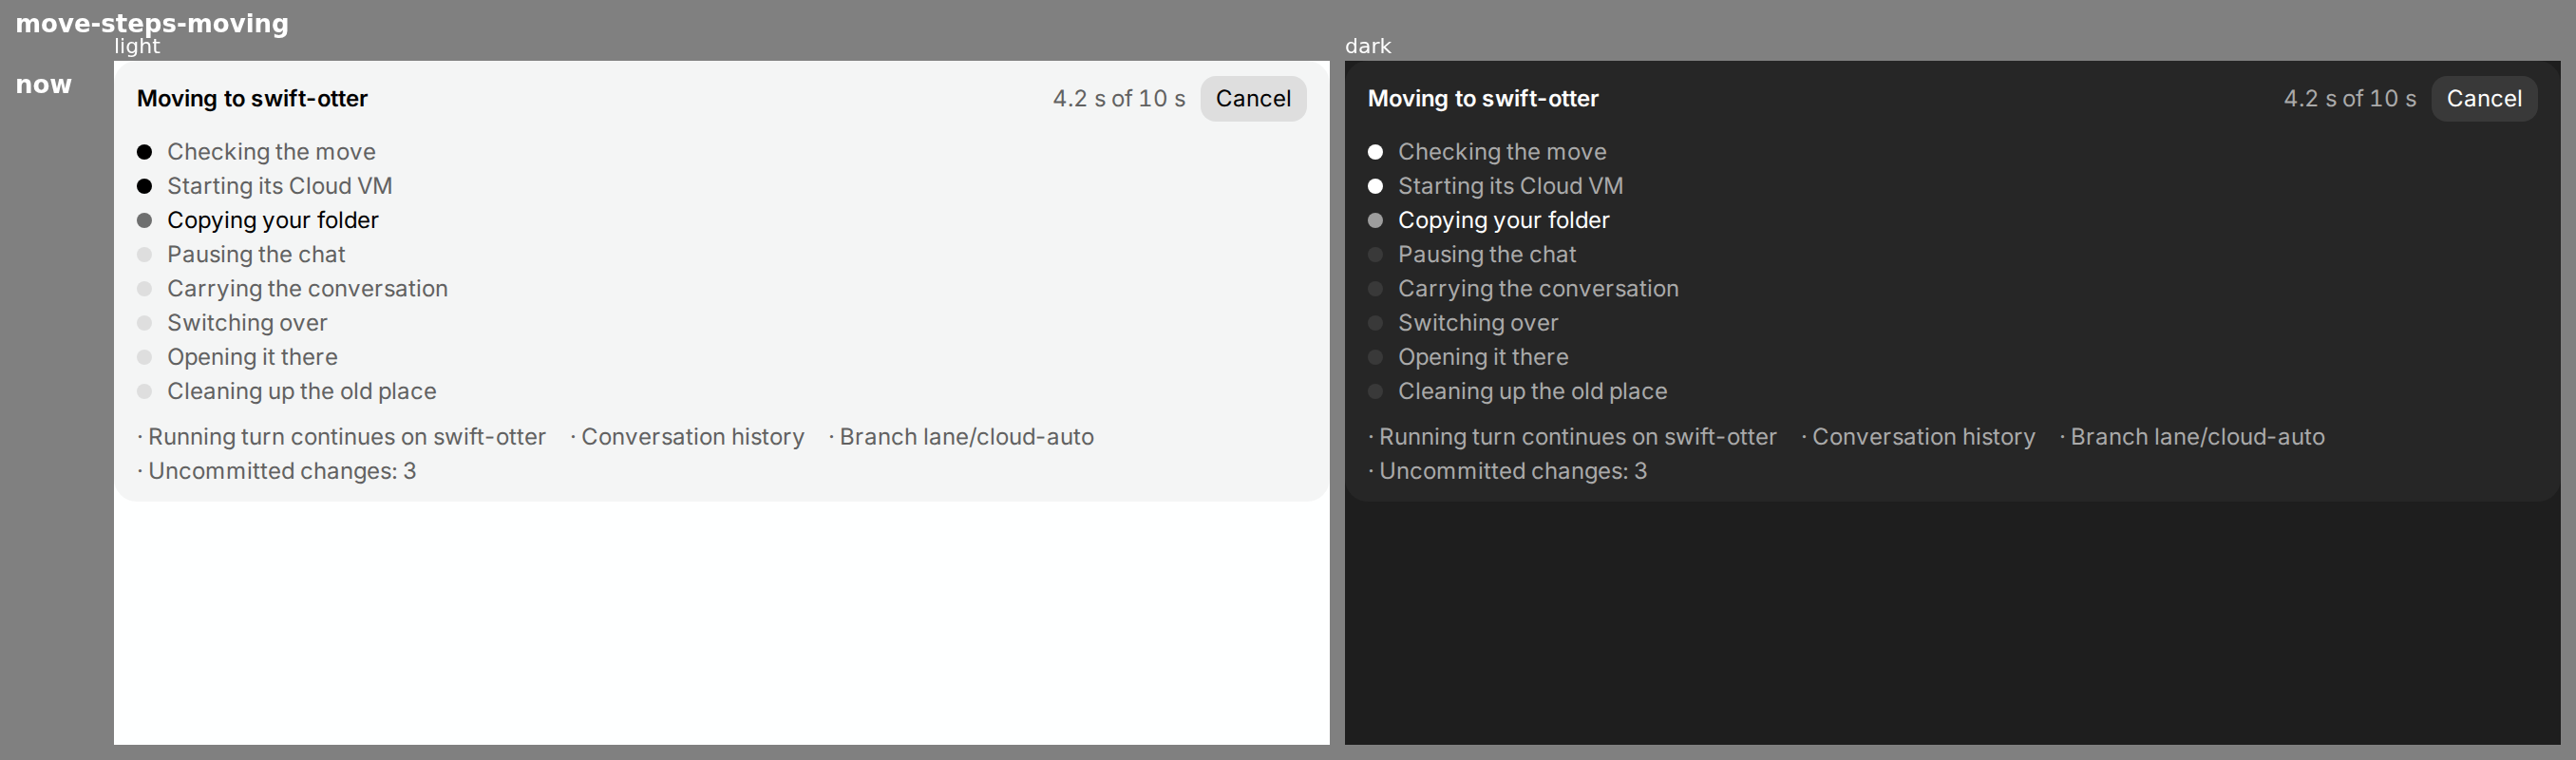 move-steps-moving
light
dark
now
Moving to swift-otter 4.2 s of 10 s Cancel
Checking the move
Starting its Cloud VM
Copying your folder
Pausing the chat
Carrying the conversation
Switching over
Opening it there
Cleaning up the old place
· Running turn continues on swift-otter · Conversation history · Branch lane/cloud-auto
· Uncommitted changes: 3
Moving to swift-otter 4.2 s of 10 s Cancel
Checking the move
Starting its Cloud VM
Copying your folder
Pausing the chat
Carrying the conversation
Switching over
Opening it there
Cleaning up the old place
· Running turn continues on swift-otter · Conversation history · Branch lane/cloud-auto
· Uncommitted changes: 3